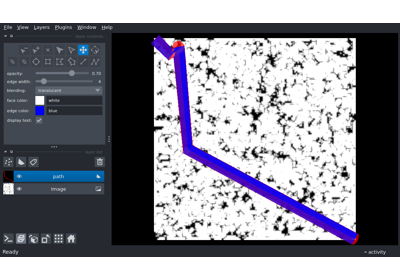 File View Layers Plugins Window Help
opacity: 0.70
edge width: 4
blending: translucent
face color: white
edge color: blue
display text:
path
Image
Ready
activity